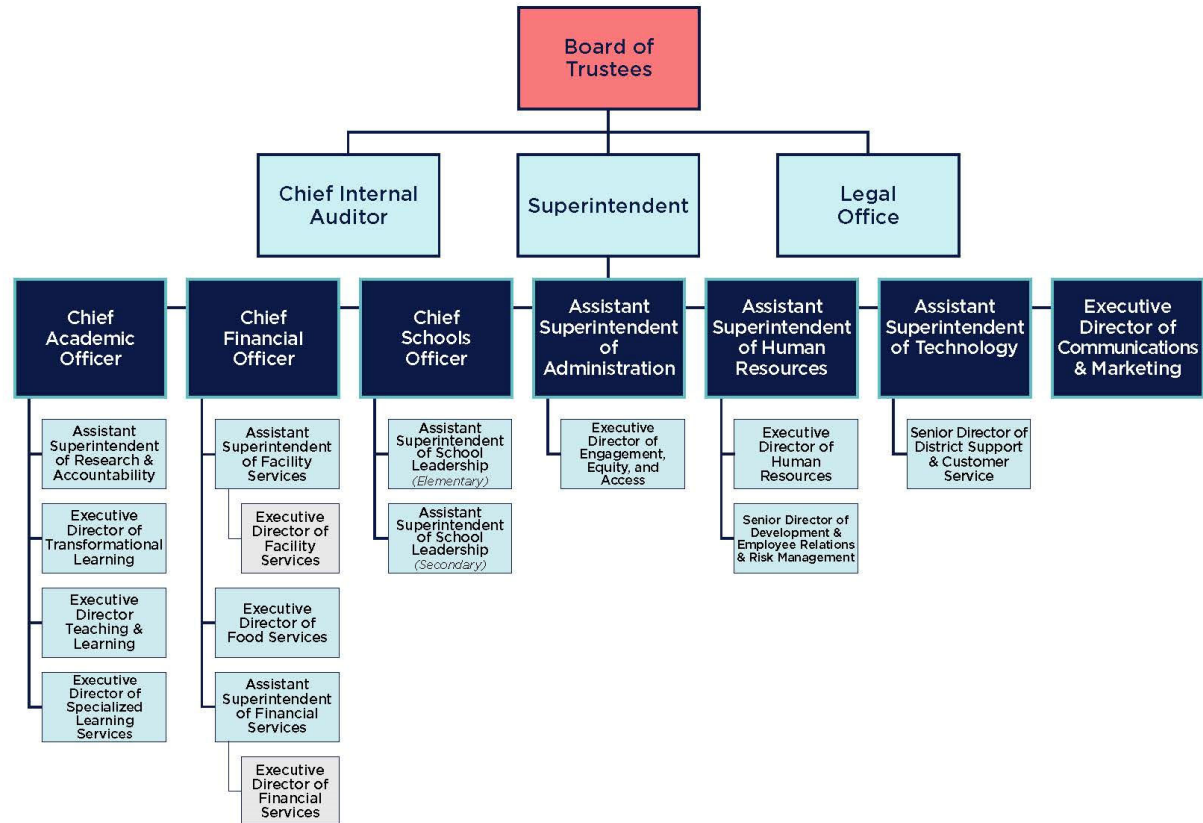 Board of
Trustees
Chief Internal
Auditor
Superintendent
Legal
Office
Chief
Academic
Officer
Chief
Financial
Officer
Chief
Schools
Officer
Assistant
Superintendent
of
Administration
Assistant
Superintendent
of Human
Resources
Assistant
Superintendent
of Technology
Executive
Director of
Communications
& Marketing
Assistant
Superintendent
of Research &
Accountability
Executive
Director of
Transformational
Learning
Executive
Director
Teaching &
Learning
Executive
Director of
Specialized
Learning
Services
Assistant
Superintendent
of Facility
Services
Executive
Director of
Facility
Services
Executive
Director of
Food Services
Assistant
Superintendent
of Financial
Services
Executive
Director of
Financial
Services
Assistant
Superintendent
of School
Leadership
(Elementary)
Assistant
Superintendent
of School
Leadership
(Secondary)
Executive
Director of
Engagement,
Equity, and
Access
Executive
Director of
Human
Resources
Senior Director of
Development &
Employee Relations
& Risk Management
Senior Director of
District Support
& Customer
Service